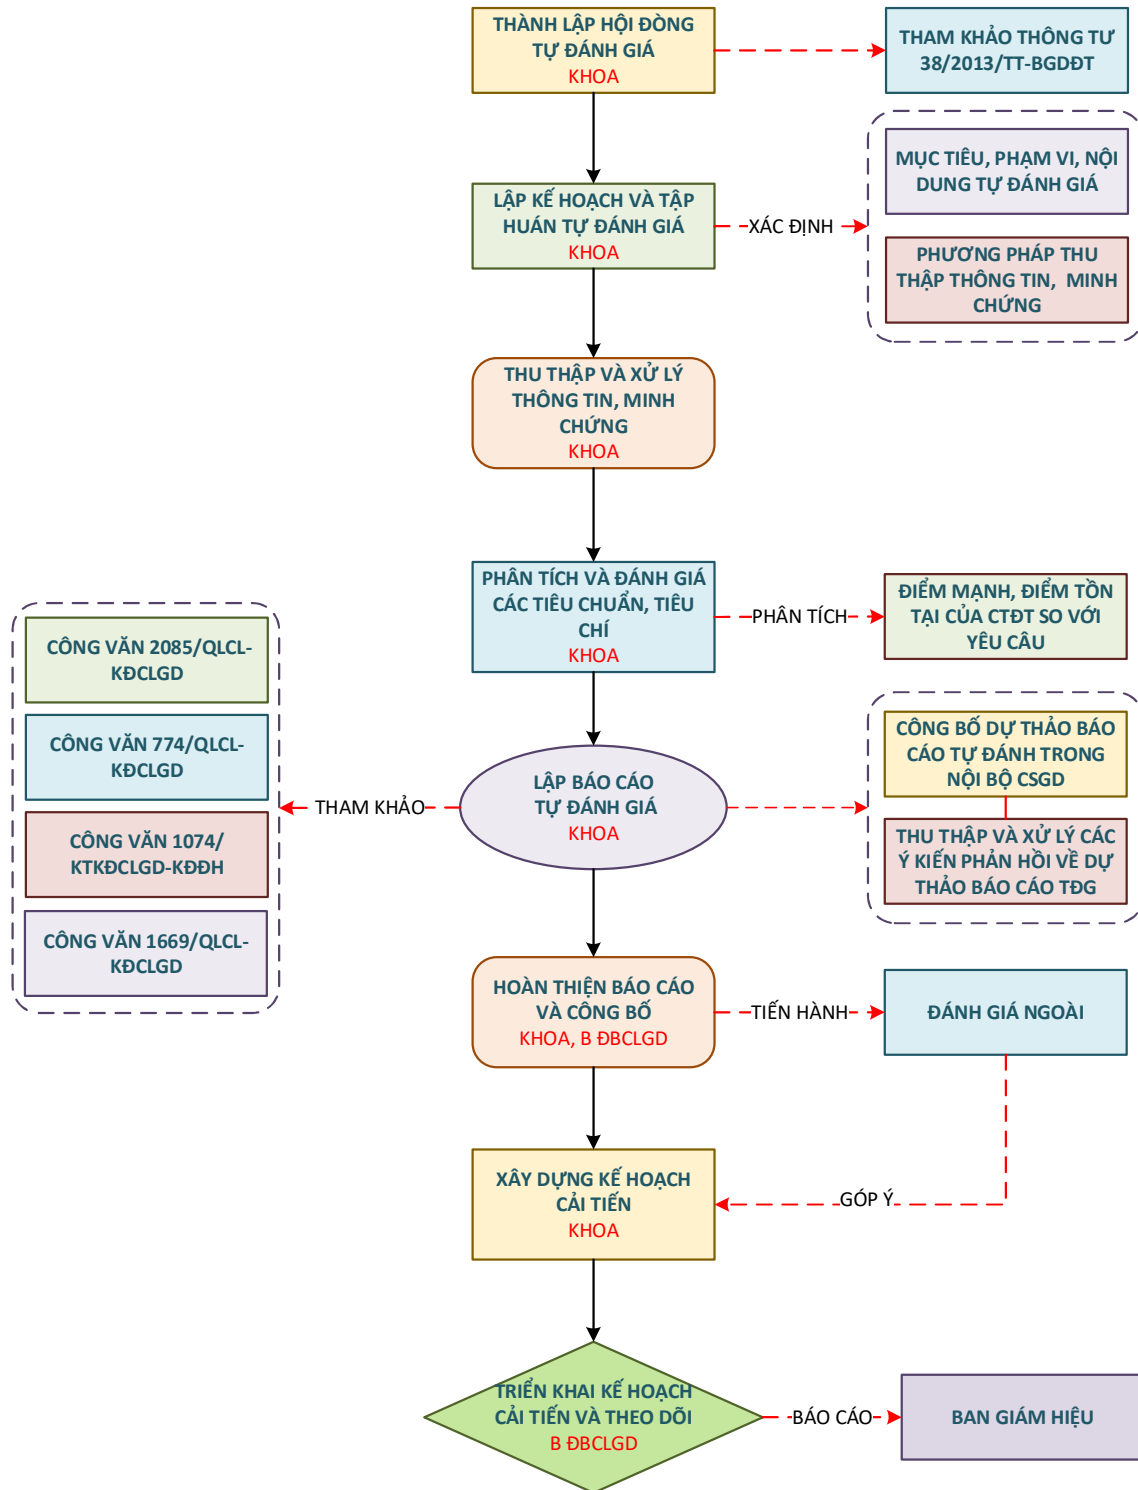 THÀNH LẬP HỘI ĐÒNG
TỰ ĐÁNH GIÁ
KHOA
THAM KHẢO THÔNG TƯ
38/2013/TT-BGDĐT
MỤC TIÊU, PHẠM VI, NỘI
DUNG TỰ ĐÁNH GIÁ
LẬP KẾ HOẠCH VÀ TẬP
HUÁN TỰ ĐÁNH GIÁ
KHOA
XÁC ĐỊNH
PHƯƠNG PHÁP THU
THẬP THÔNG TIN,  MINH
CHỨNG
THU THẬP VÀ XỬ LÝ
THÔNG TIN, MINH
CHỨNG
KHOA
PHÂN TÍCH VÀ ĐÁNH GIÁ
CÁC TIÊU CHUẨN, TIÊU
CHÍ
KHOA
PHÂN TÍCH
ĐIỂM MẠNH, ĐIỂM TỒN
TẠI CỦA CTĐT SO VỚI
YÊU CÂU
CÔNG VĂN 2085/QLCL-
KĐCLGD
CÔNG VĂN 774/QLCL-
KĐCLGD
CÔNG VĂN 1074/
KTKĐCLGD-KĐĐH
CÔNG VĂN 1669/QLCL-
KĐCLGD
THAM KHẢO
LẬP BÁO CÁO
TỰ ĐÁNH GIÁ
KHOA
CÔNG BỐ DỰ THẢO BÁO
CÁO TỰ ĐÁNH TRONG
NỘI BỘ CSGD
THU THẬP VÀ XỬ LÝ CÁC
Ý KIẾN PHẢN HỒI VỀ DỰ
THẢO BÁO CÁO TĐG
HOÀN THIỆN BÁO CÁO
VÀ CÔNG BỐ
KHOA, B ĐBCLGD
TIẾN HÀNH
ĐÁNH GIÁ NGOÀI
XÂY DỰNG KẾ HOẠCH
CẢI TIẾN
KHOA
GÓP Ý
TRIỂN KHAI KẾ HOẠCH
CẢI TIẾN VÀ THEO DÕI
B ĐBCLGD
BÁO CÁO
BAN GIÁM HIỆU